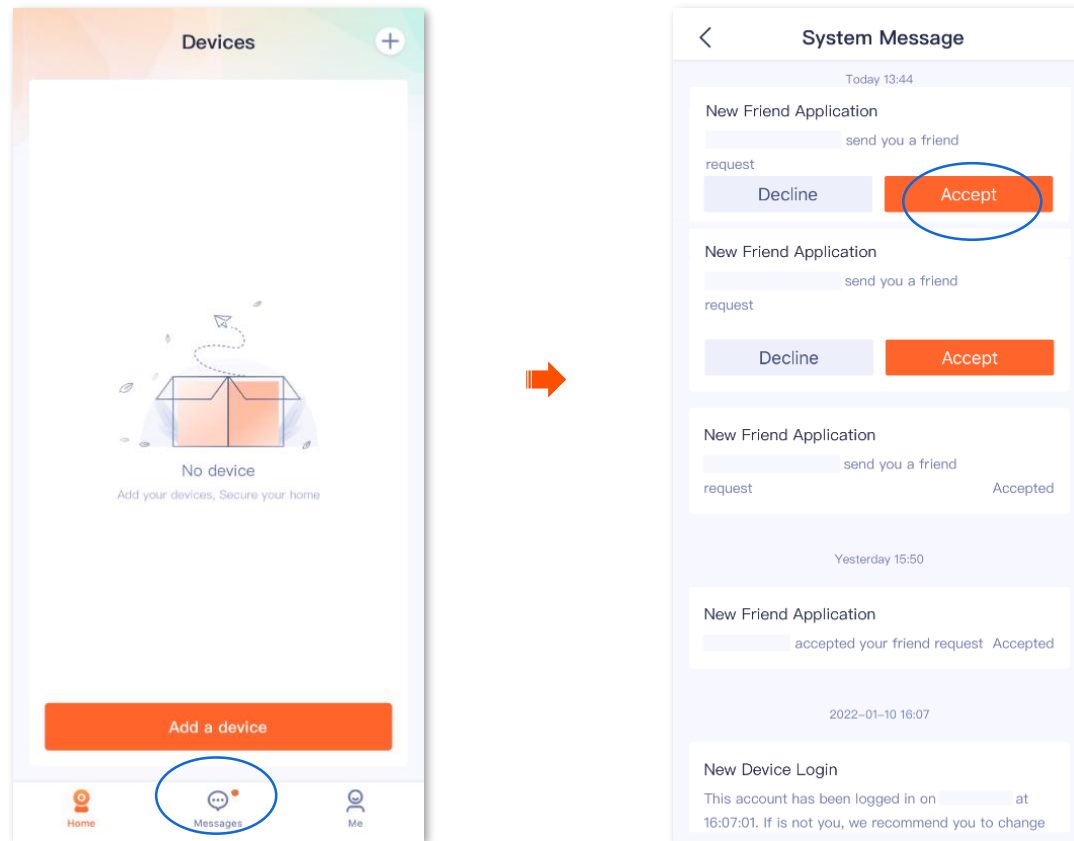 Devices
No device
Add your devices, Secure your home
Add a device
Home
Messages
Me
System Message
Today 13:44
New Friend Application
send you a friend
request
Decline
Accept
New Friend Application
send you a friend
request
Decline
Accept
New Friend Application
send you a friend
request Accepted
Yesterday 15:50
New Friend Application
accepted your friend request Accepted
2022-01-10 16:07
New Device Login
This account has been logged in on at
16:07:01. If is not you, we recommend you to change